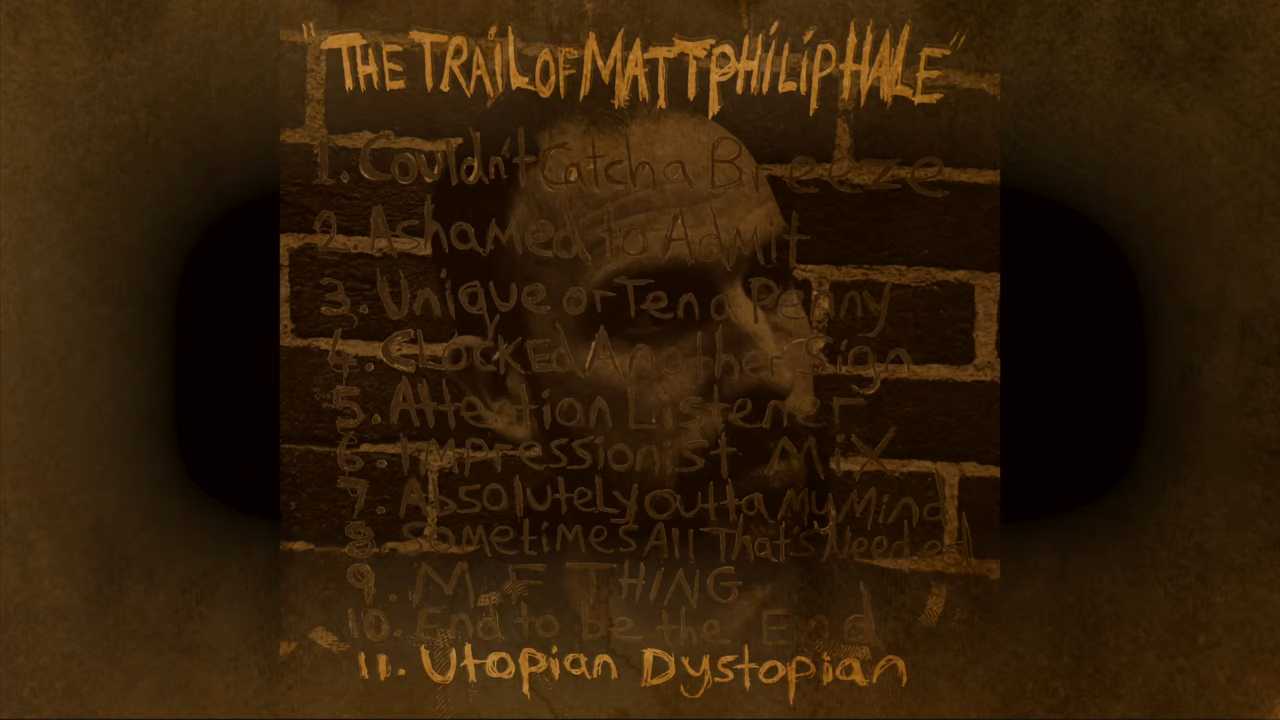 "THE TRAiL OF MATT PHiLiP HALE"
1. Couldn't Catch a Breeze
2. Ashamed to Admit
3. Unique or Ten a Penny
4. CLOCKEd Another Sign
5. Attention Listener
6. Impressionist MiX
7. Absolutely outta My Mind
8. Sometimes All That's Needed
9. M.F THING
10. End to be the End
11. Utopian Dystopian